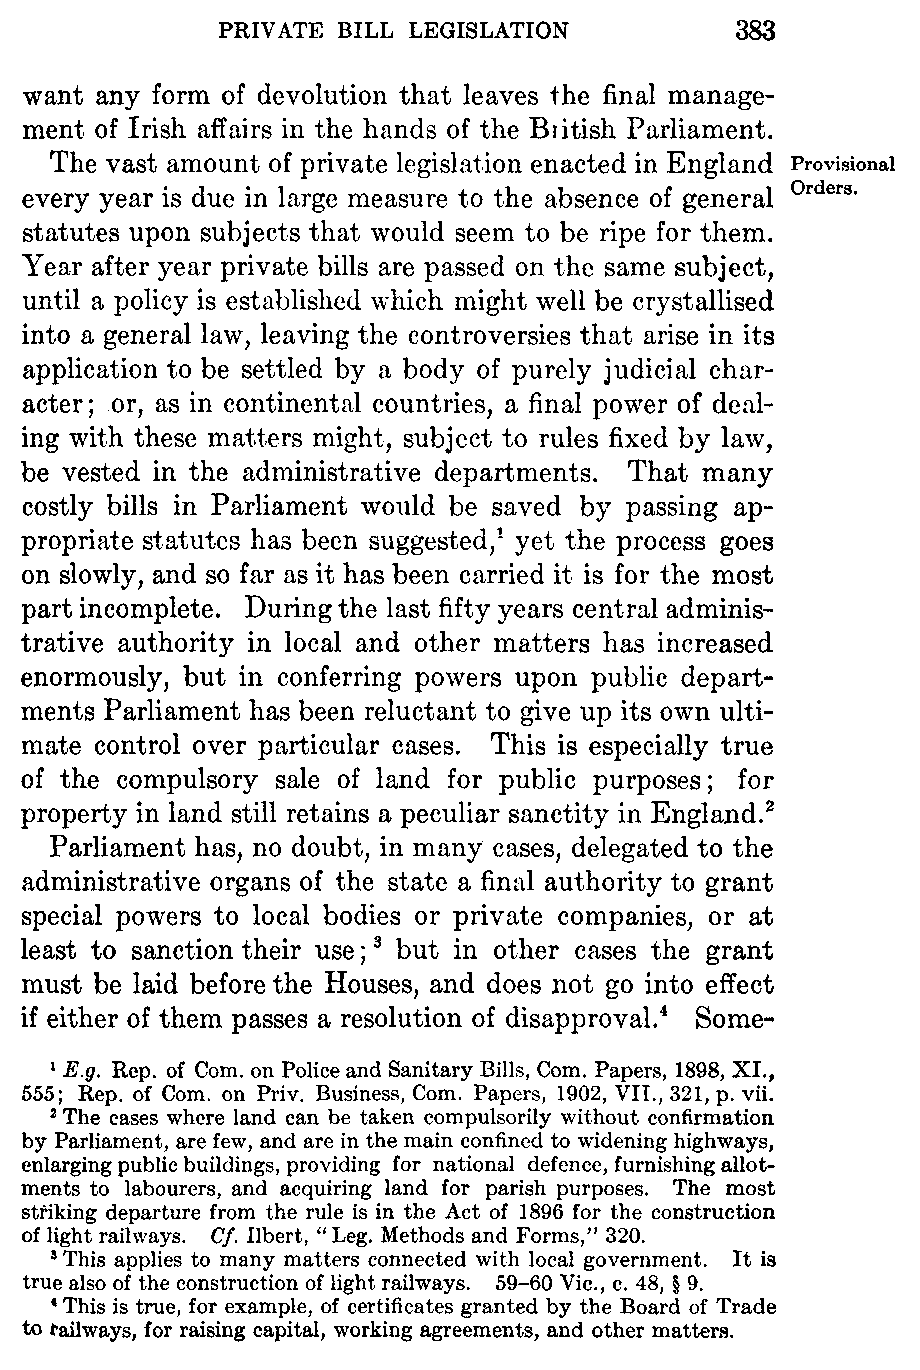 PRIVATE BILL LEGISLATION 383
want any form of devolution that leaves the final manage-
ment of Irish affairs in the hands of the British Parliament.
The vast amount of private legislation enacted in England
Provisional
Orders.
every year is due in large measure to the absence of general
statutes upon subjects that would seem to be ripe for them.
Year after year private bills are passed on the same subject,
until a policy is established which might well be crystallised
into a general law, leaving the controversies that arise in its
application to be settled by a body of purely judicial char-
acter; or, as in continental countries, a final power of deal-
ing with these matters might, subject to rules fixed by law,
be vested in the administrative departments. That many
costly bills in Parliament would be saved by passing ap-
propriate statutes has been suggested,¹ yet the process goes
on slowly, and so far as it has been carried it is for the most
part incomplete. During the last fifty years central adminis-
trative authority in local and other matters has increased
enormously, but in conferring powers upon public depart-
ments Parliament has been reluctant to give up its own ulti-
mate control over particular cases. This is especially true
of the compulsory sale of land for public purposes; for
property in land still retains a peculiar sanctity in England.²
Parliament has, no doubt, in many cases, delegated to the
administrative organs of the state a final authority to grant
special powers to local bodies or private companies, or at
least to sanction their use;³ but in other cases the grant
must be laid before the Houses, and does not go into effect
if either of them passes a resolution of disapproval.⁴ Some-
¹ E.g. Rep. of Com. on Police and Sanitary Bills, Com. Papers, 1898, XI.,
555; Rep. of Com. on Priv. Business, Com. Papers, 1902, VII., 321, p. vii.
² The cases where land can be taken compulsorily without confirmation
by Parliament, are few, and are in the main confined to widening highways,
enlarging public buildings, providing for national defence, furnishing allot-
ments to labourers, and acquiring land for parish purposes. The most
striking departure from the rule is in the Act of 1896 for the construction
of light railways. Cf. Ilbert, "Leg. Methods and Forms," 320.
³ This applies to many matters connected with local government. It is
true also of the construction of light railways. 59–60 Vic., c. 48, § 9.
⁴ This is true, for example, of certificates granted by the Board of Trade
to railways, for raising capital, working agreements, and other matters.